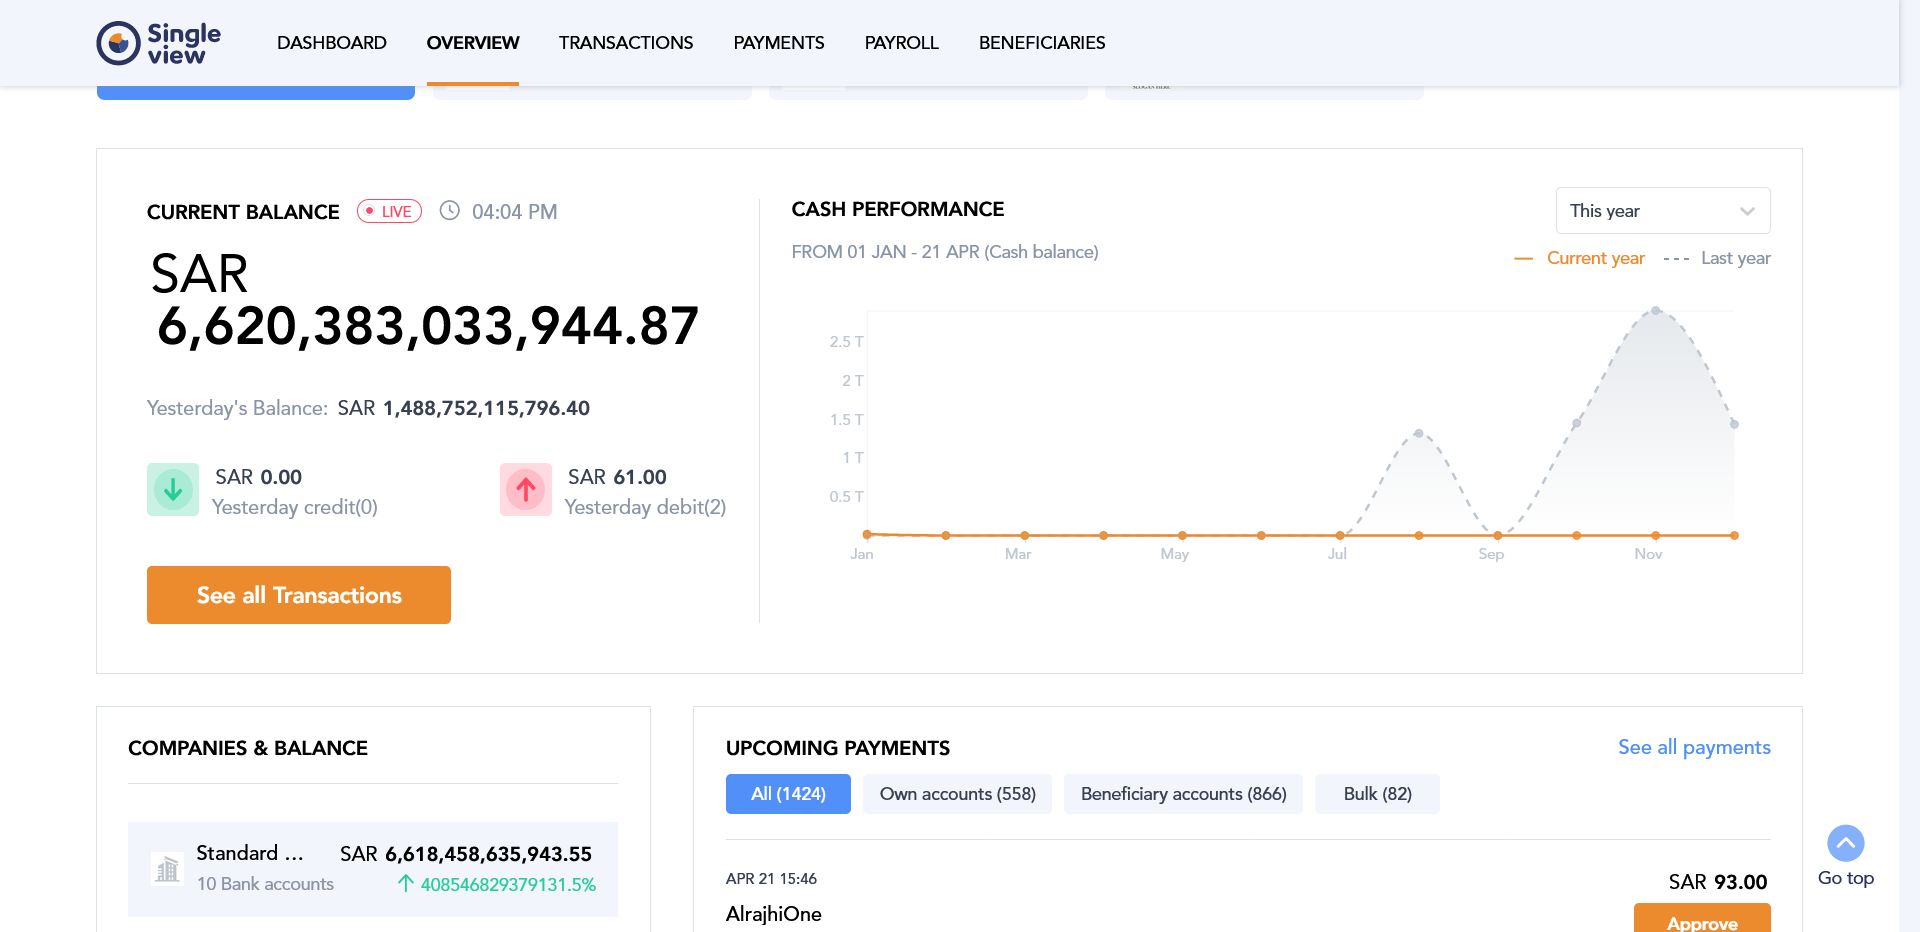 Single view
DASHBOARD OVERVIEW TRANSACTIONS PAYMENTS PAYROLL BENEFICIARIES
CURRENT BALANCE LIVE 04:04 PM
SAR
6,620,383,033,944.87
Yesterday's Balance: SAR 1,488,752,115,796.40
SAR 0.00
Yesterday credit(0)
SAR 61.00
Yesterday debit(2)
See all Transactions
CASH PERFORMANCE
This year
FROM 01 JAN - 21 APR (Cash balance)
Current year Last year
2.5 T
2 T
1.5 T
1 T
0.5 T
Jan Mar May Jul Sep Nov
COMPANIES & BALANCE
Standard ... SAR 6,618,458,635,943.55
10 Bank accounts 408546829379131.5%
UPCOMING PAYMENTS
See all payments
All (1424) Own accounts (558) Beneficiary accounts (866) Bulk (82)
APR 21 15:46
AlrajhiOne
SAR 93.00
Approve
Go top